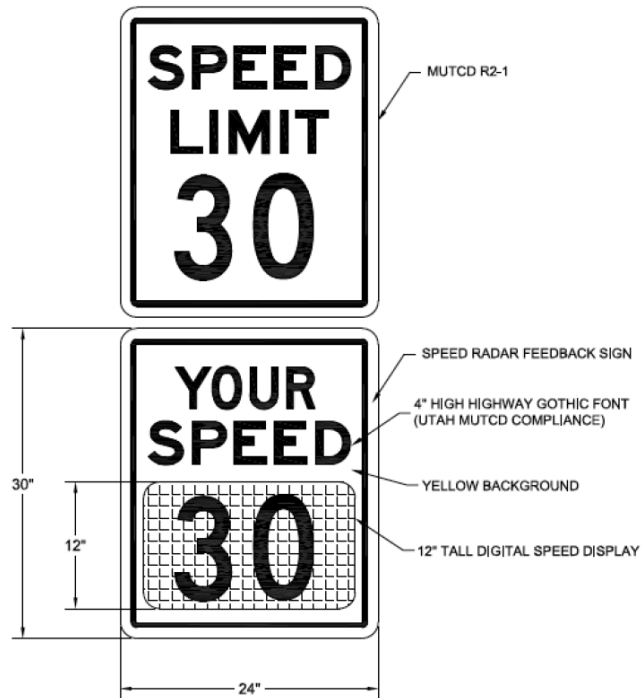 SPEED
LIMIT
30
MUTCD R2-1
YOUR
SPEED
30
SPEED RADAR FEEDBACK SIGN
4" HIGH HIGHWAY GOTHIC FONT
(UTAH MUTCD COMPLIANCE)
YELLOW BACKGROUND
12" TALL DIGITAL SPEED DISPLAY
30"
12"
24"